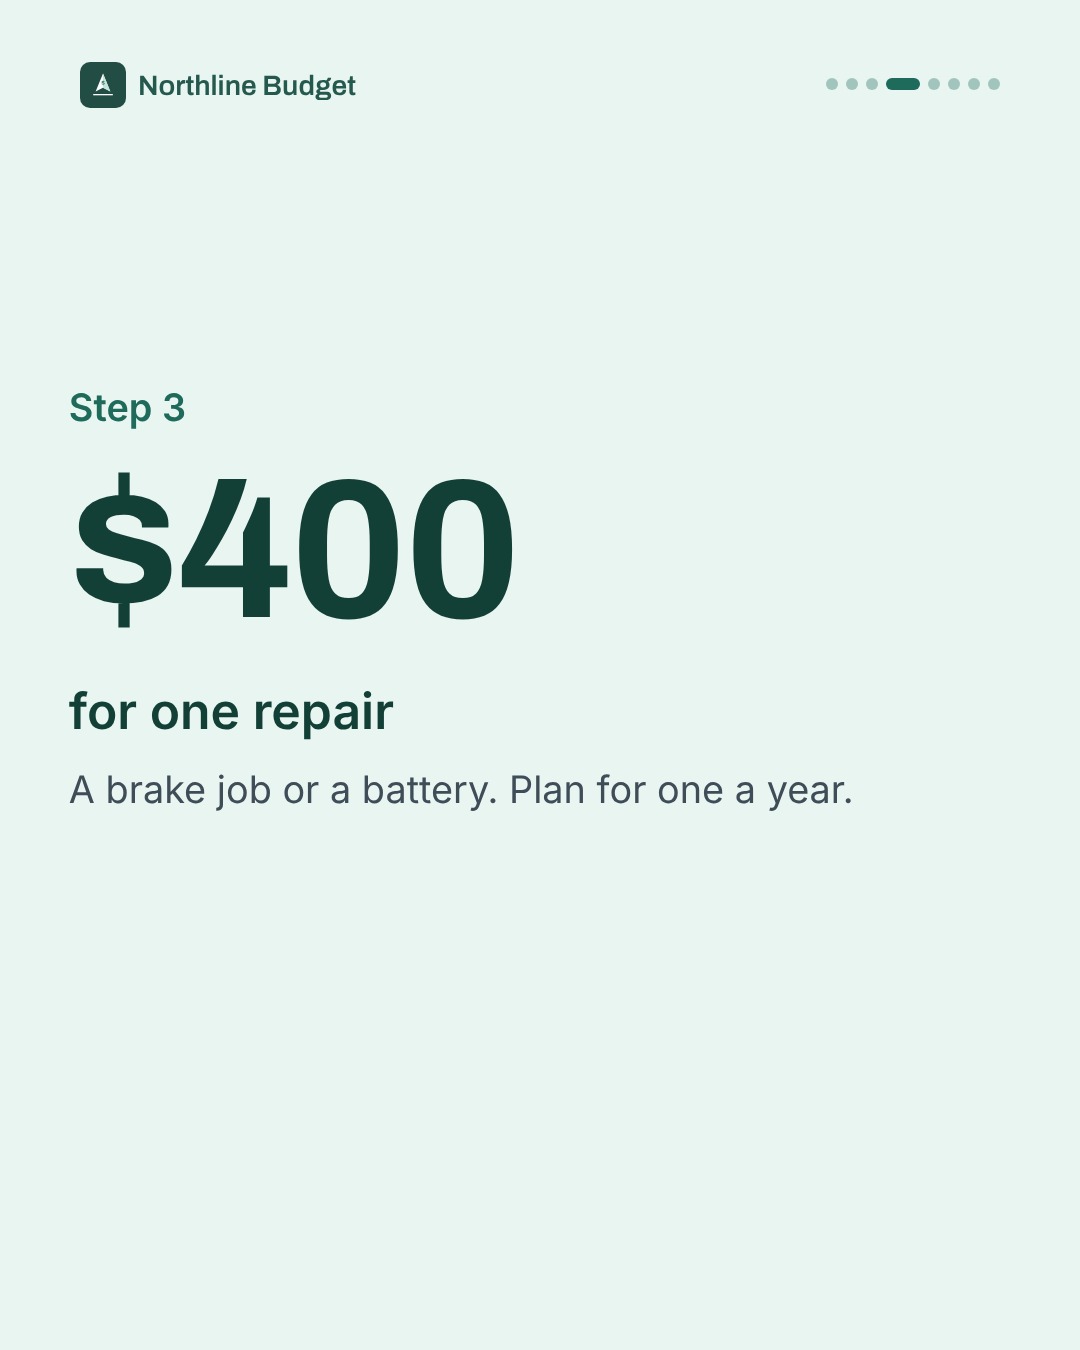 Northline Budget
Step 3
$400
for one repair
A brake job or a battery. Plan for one a year.